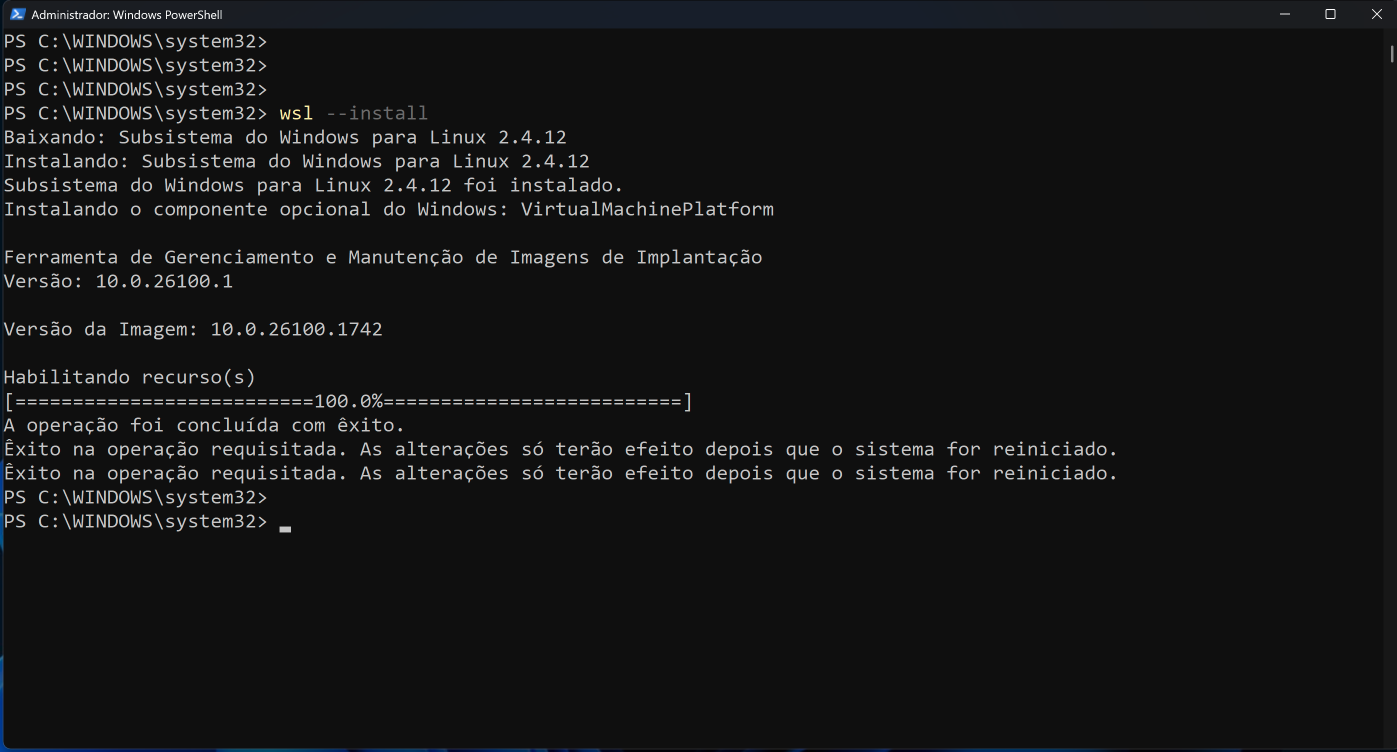 Administrador: Windows PowerShell
PS C:\WINDOWS\system32>
PS C:\WINDOWS\system32>
PS C:\WINDOWS\system32>
PS C:\WINDOWS\system32> wsl --install
Baixando: Subsistema do Windows para Linux 2.4.12
Instalando: Subsistema do Windows para Linux 2.4.12
Subsistema do Windows para Linux 2.4.12 foi instalado.
Instalando o componente opcional do Windows: VirtualMachinePlatform
Ferramenta de Gerenciamento e Manutenção de Imagens de Implantação
Versão: 10.0.26100.1
Versão da Imagem: 10.0.26100.1742
Habilitando recurso(s)
[==========================100.0%==========================]
A operação foi concluída com êxito.
Êxito na operação requisitada. As alterações só terão efeito depois que o sistema for reiniciado.
Êxito na operação requisitada. As alterações só terão efeito depois que o sistema for reiniciado.
PS C:\WINDOWS\system32>
PS C:\WINDOWS\system32>